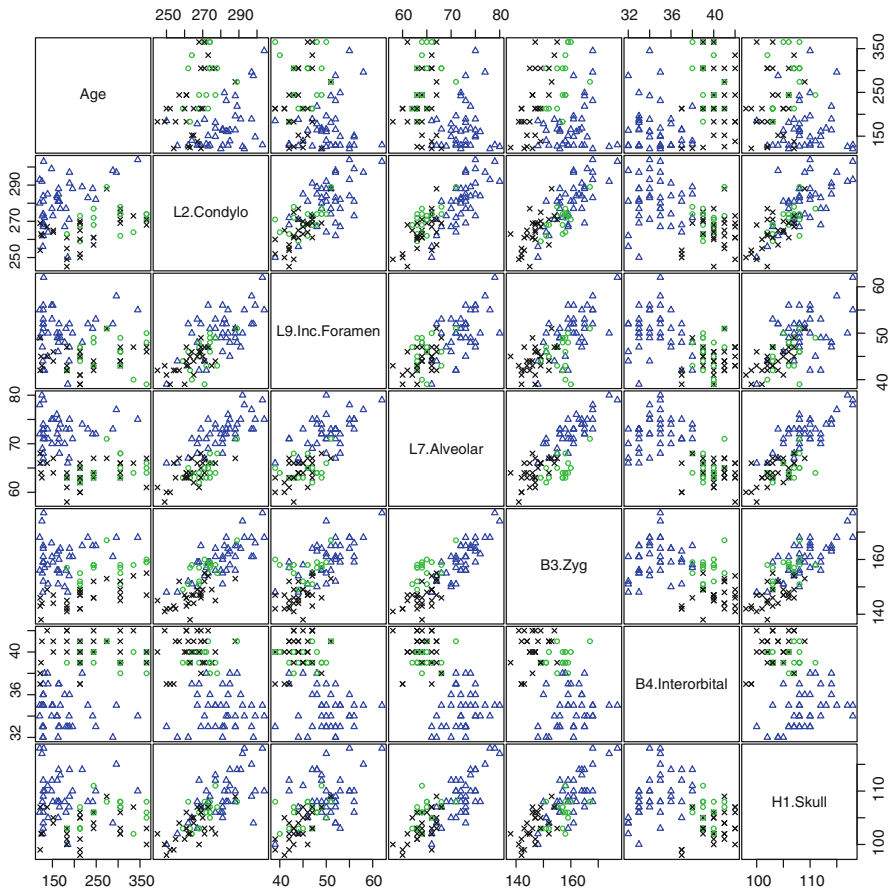 250 270 290 60 70 80 32 36 40
Age
150 250 350
250 270 290
L2.Condylo
L9.Inc.Foramen
40 50 60
60 70 80
L7.Alveolar
B3.Zyg
140 160
32 36 40
B4.Interorbital
H1.Skull
100 110
150 250 350 40 50 60 140 160 100 110